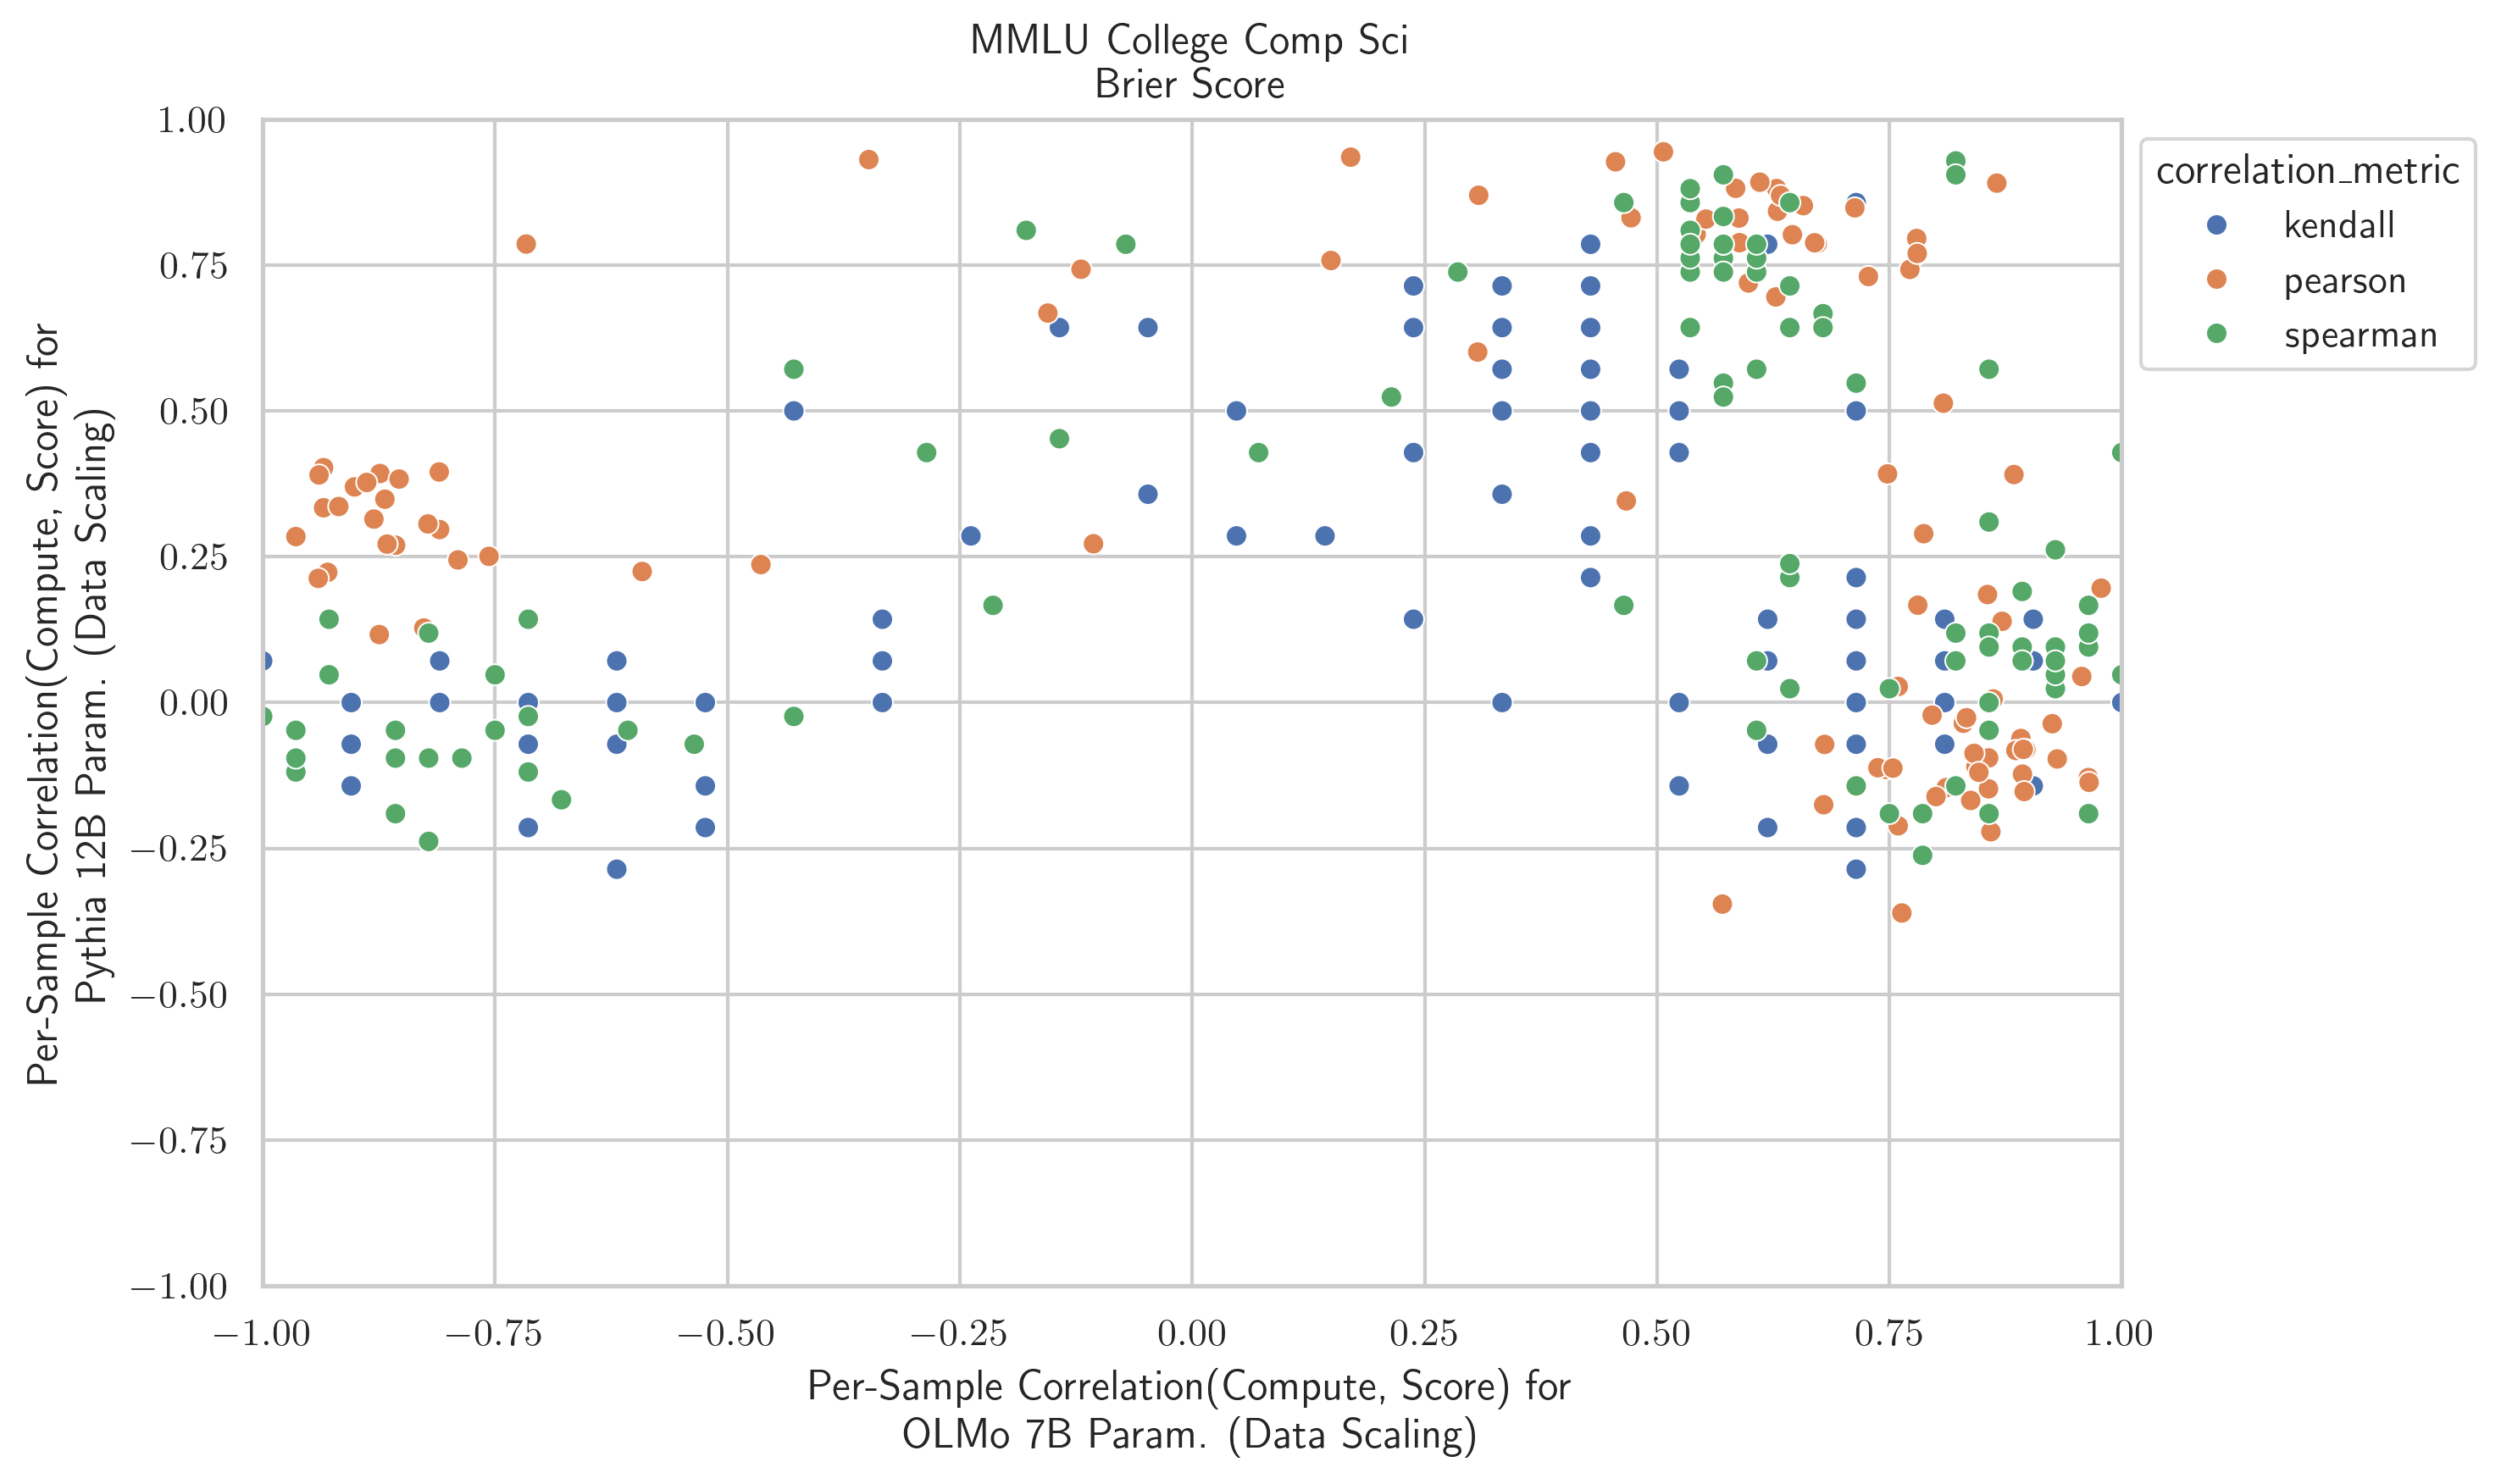 MMLU College Comp Sci
Brier Score
Per-Sample Correlation(Compute, Score) for
Pythia 12B Param. (Data Scaling)
1.00
0.75
0.50
0.25
0.00
−0.25
−0.50
−0.75
−1.00
−1.00 −0.75 −0.50 −0.25 0.00 0.25 0.50 0.75 1.00
Per-Sample Correlation(Compute, Score) for
OLMo 7B Param. (Data Scaling)
correlation_metric
kendall
pearson
spearman